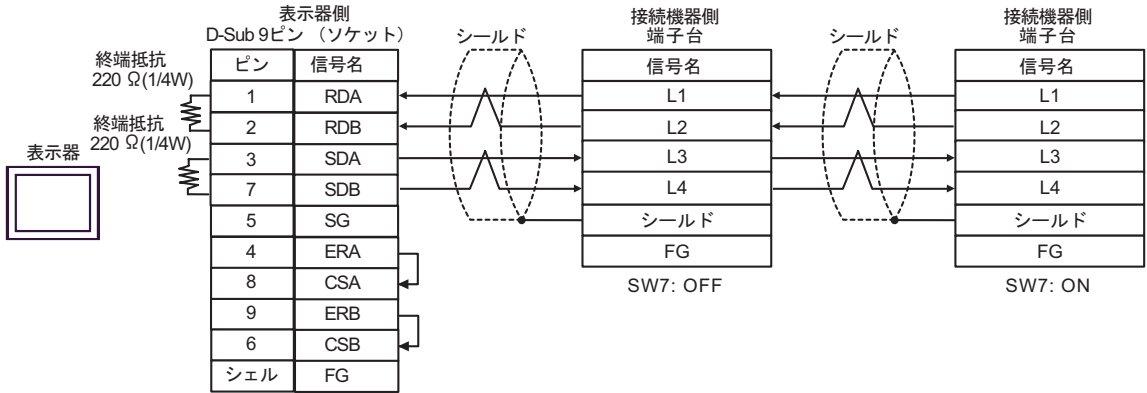 表示器側
D-Sub 9ピン （ソケット）
接続機器側
端子台
接続機器側
端子台
シールド
シールド
終端抵抗
220 Ω(1/4W)
終端抵抗
220 Ω(1/4W)
表示器
ピン 信号名
1 RDA
2 RDB
3 SDA
7 SDB
5 SG
4 ERA
8 CSA
9 ERB
6 CSB
シェル FG
信号名
L1
L2
L3
L4
シールド
FG
SW7: OFF
信号名
L1
L2
L3
L4
シールド
FG
SW7: ON